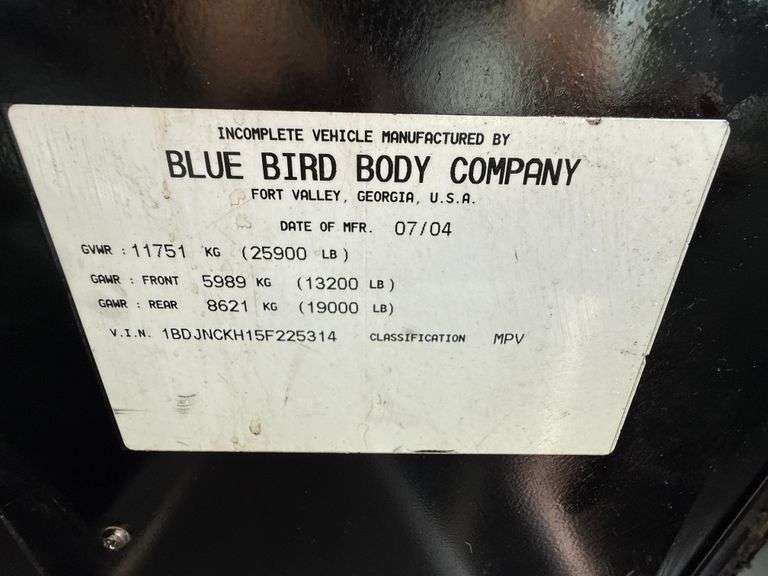 INCOMPLETE VEHICLE MANUFACTURED BY
BLUE BIRD BODY COMPANY
FORT VALLEY, GEORGIA, U.S.A.
DATE OF MFR. 07/04
GVWR : 11751 KG (25900 LB )
GAWR : FRONT 5989 KG (13200 LB )
GAWR : REAR 8621 KG (19000 LB )
V.I.N. 1BDJNCKH15F225314 CLASSIFICATION MPV